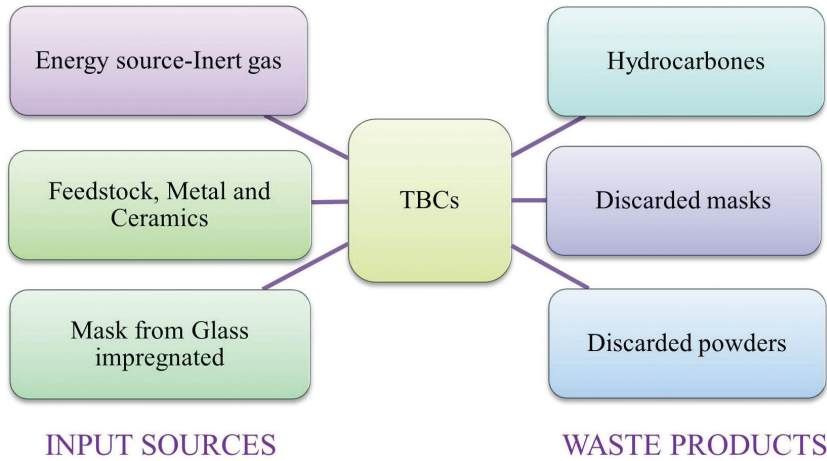 Energy source-Inert gas
Feedstock, Metal and
Ceramics
Mask from Glass
impregnated
INPUT SOURCES
TBCs
Hydrocarbones
Discarded masks
Discarded powders
WASTE PRODUCTS